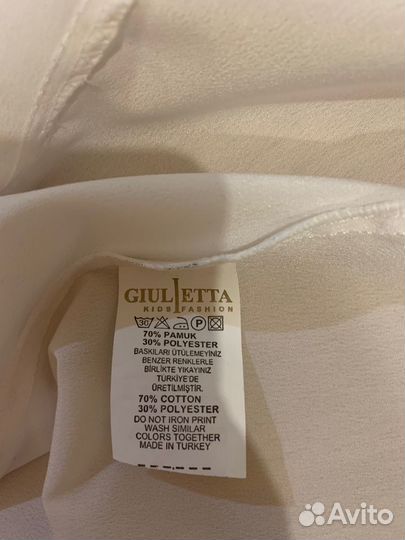 GIULIETTA
KIDS FASHION
30 P
70% PAMUK
30% POLYESTER
BASKILARI ÜTÜLEMEYİNİZ
BENZER RENKLERLE
BİRLİKTE YIKAYINIZ
TÜRKİYE'DE
ÜRETİLMİŞTİR.
70% COTTON
30% POLYESTER
DO NOT IRON PRINT
WASH SIMILAR
COLORS TOGETHER
MADE IN TURKEY
Avito